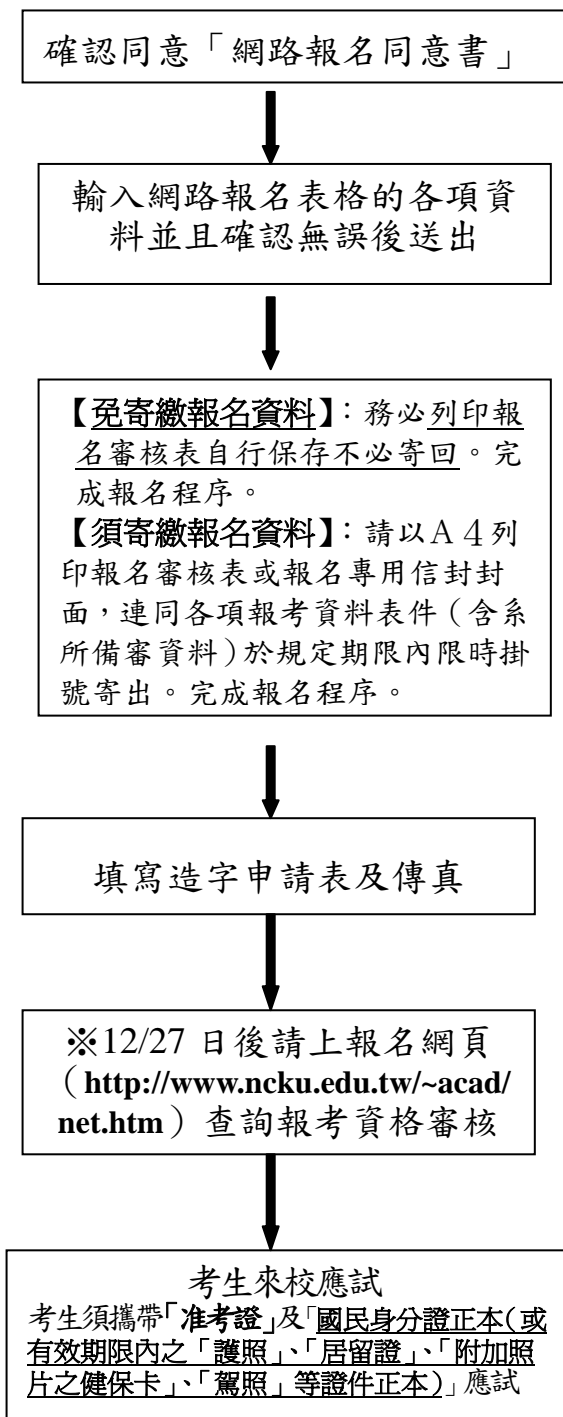 確認同意「網路報名同意書」
輸入網路報名表格的各項資
料並且確認無誤後送出
【免寄繳報名資料】：務必列印報
名審核表自行保存不必寄回。完
成報名程序。
【須寄繳報名資料】：請以Ａ４列
印報名審核表或報名專用信封封
面，連同各項報考資料表件（含系
所備審資料）於規定期限內限時掛
號寄出。完成報名程序。
填寫造字申請表及傳真
※12/27 日後請上報名網頁
（http://www.ncku.edu.tw/~acad/
net.htm）查詢報考資格審核
考生來校應試
考生須攜帶「准考證」及「國民身分證正本（或
有效期限內之「護照」、「居留證」、「附加照
片之健保卡」、「駕照」等證件正本）」應試